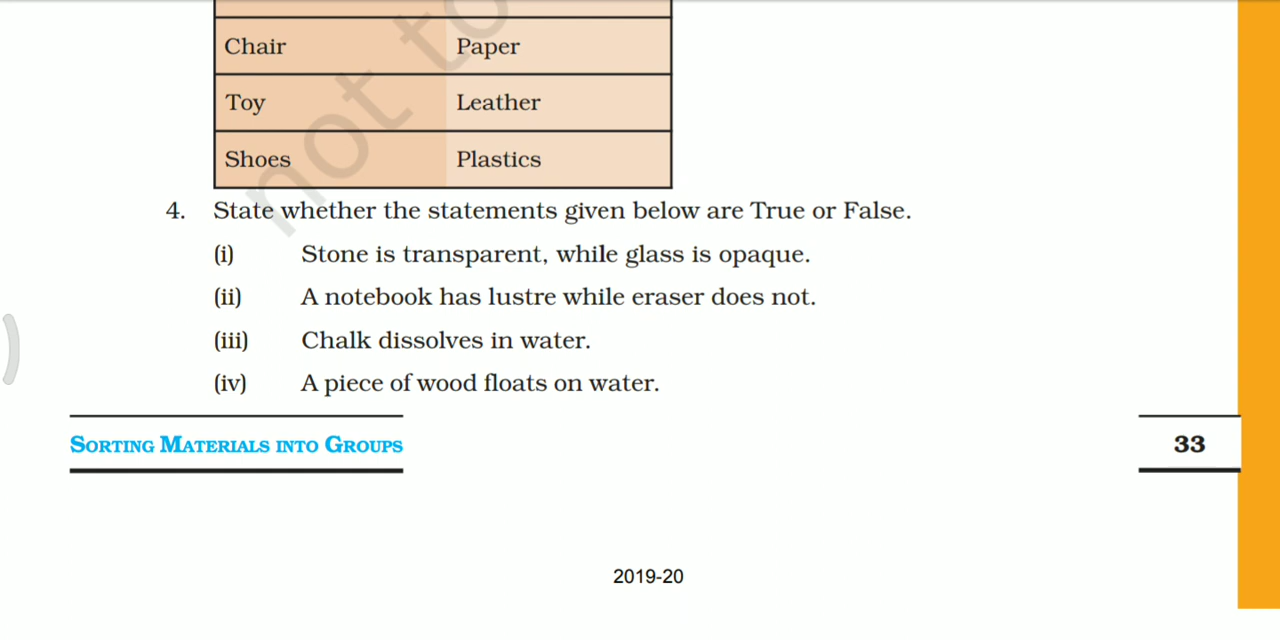 Chair Paper
Toy Leather
Shoes Plastics
not to
4. State whether the statements given below are True or False.
(i) Stone is transparent, while glass is opaque.
(ii) A notebook has lustre while eraser does not.
(iii) Chalk dissolves in water.
(iv) A piece of wood floats on water.
SORTING MATERIALS INTO GROUPS 33
2019-20